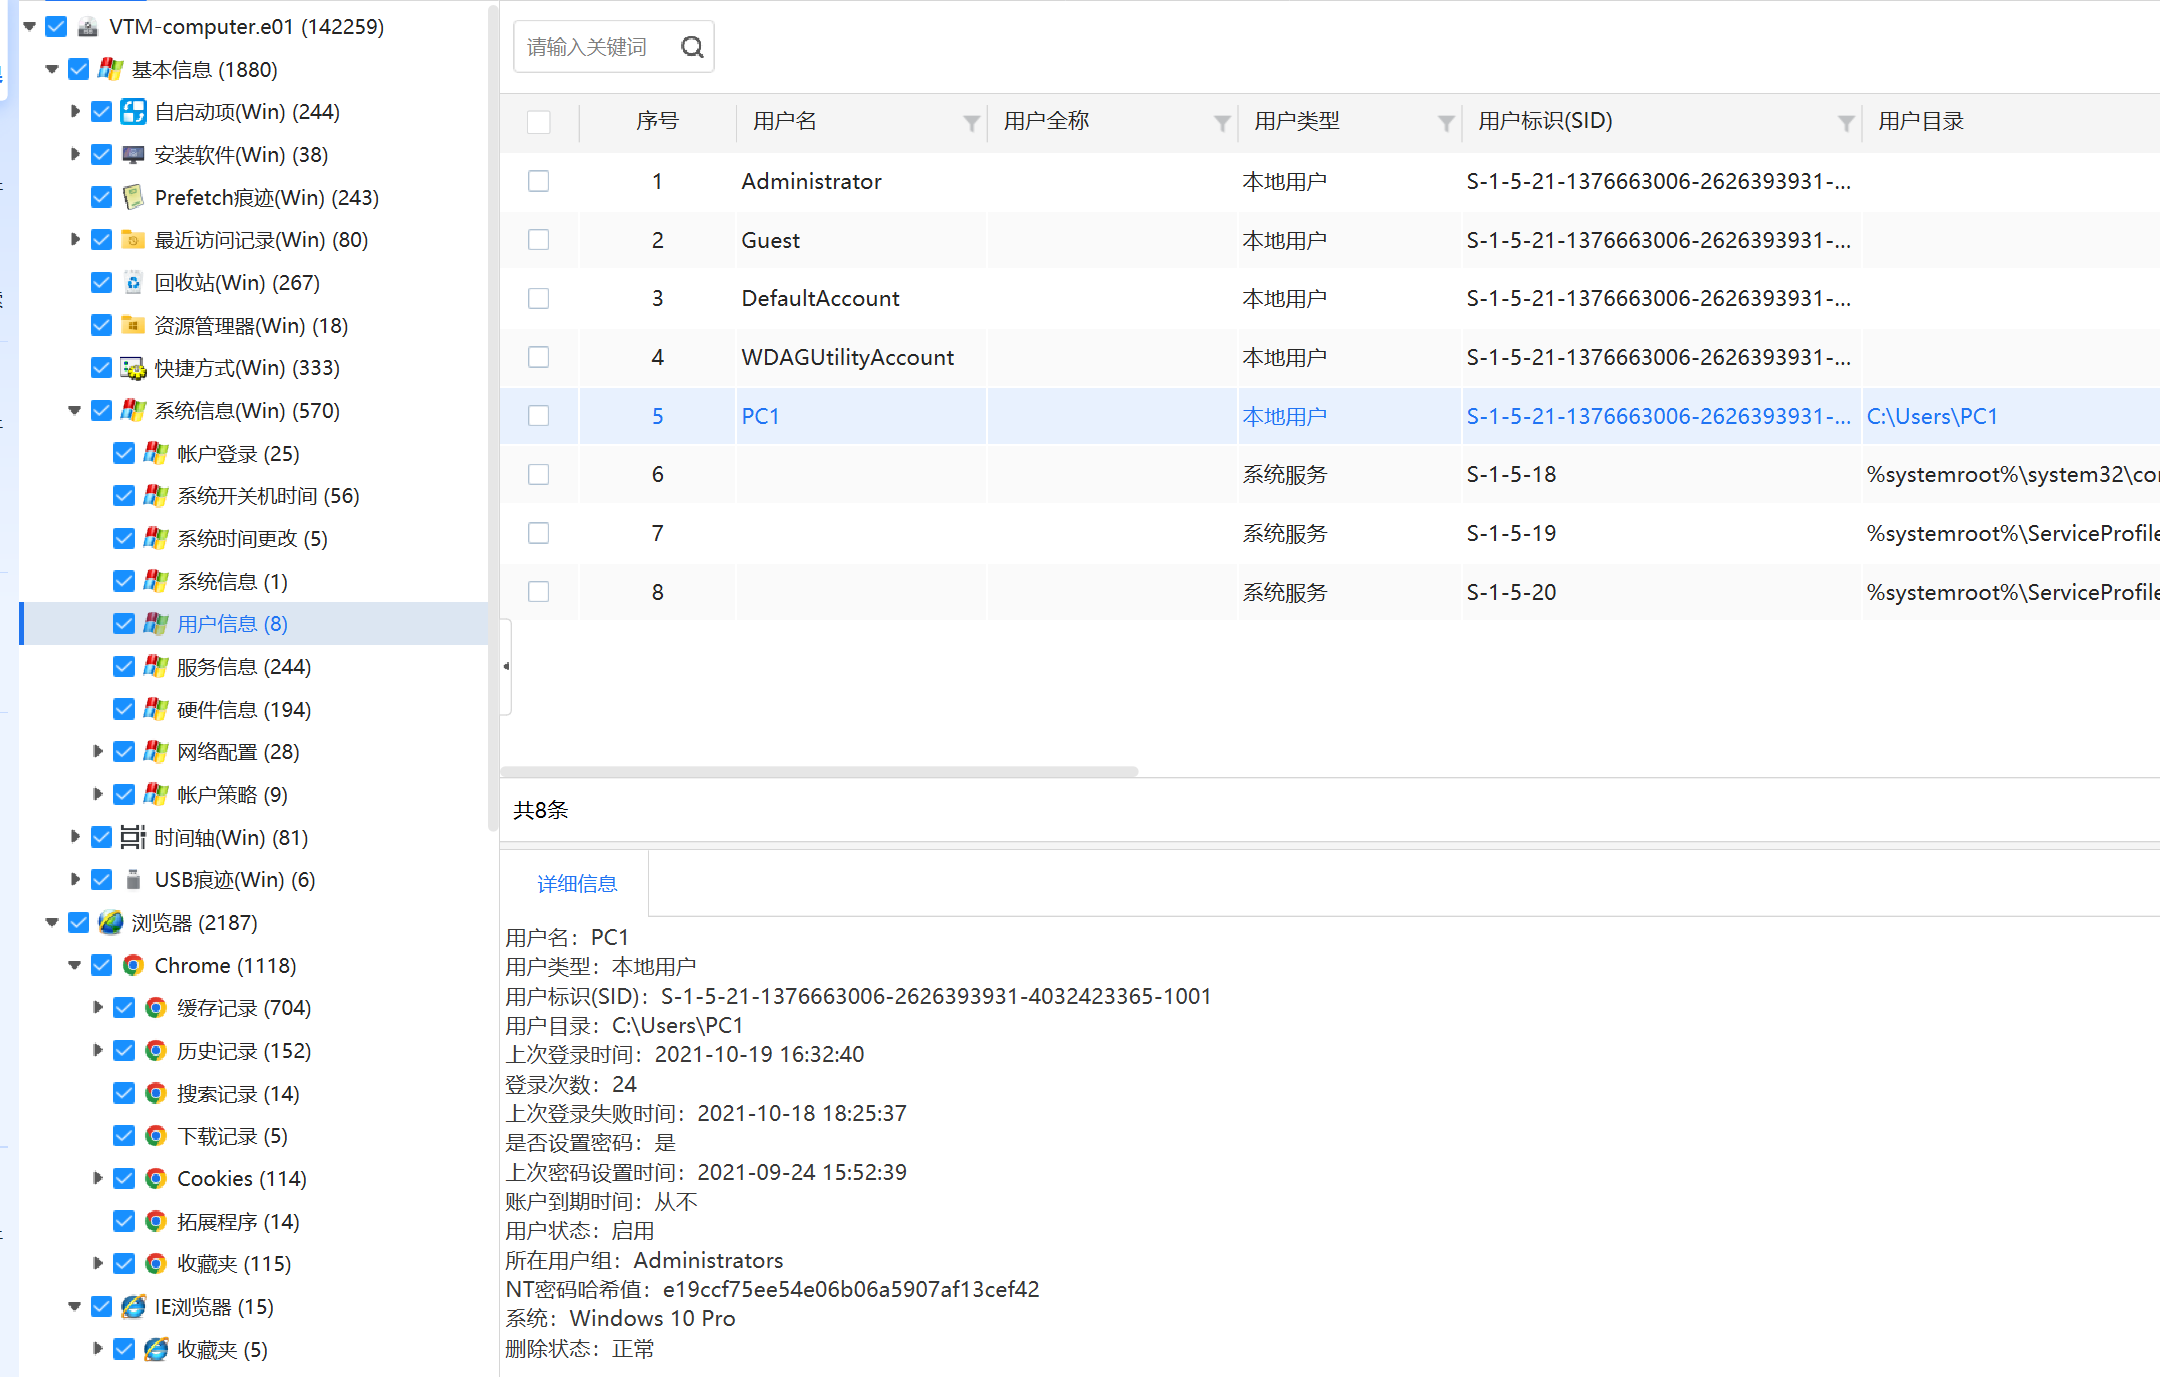 VTM-computer.e01 (142259)
基本信息 (1880)
自启动项(Win) (244)
安装软件(Win) (38)
Prefetch痕迹(Win) (243)
最近访问记录(Win) (80)
回收站(Win) (267)
资源管理器(Win) (18)
快捷方式(Win) (333)
系统信息(Win) (570)
帐户登录 (25)
系统开关机时间 (56)
系统时间更改 (5)
系统信息 (1)
用户信息 (8)
服务信息 (244)
硬件信息 (194)
网络配置 (28)
帐户策略 (9)
时间轴(Win) (81)
USB痕迹(Win) (6)
浏览器 (2187)
Chrome (1118)
缓存记录 (704)
历史记录 (152)
搜索记录 (14)
下载记录 (5)
Cookies (114)
拓展程序 (14)
收藏夹 (115)
IE浏览器 (15)
收藏夹 (5)
请输入关键词
序号 用户名 用户全称 用户类型 用户标识(SID) 用户目录
1 Administrator 本地用户 S-1-5-21-1376663006-2626393931-...
2 Guest 本地用户 S-1-5-21-1376663006-2626393931-...
3 DefaultAccount 本地用户 S-1-5-21-1376663006-2626393931-...
4 WDAGUtilityAccount 本地用户 S-1-5-21-1376663006-2626393931-...
5 PC1 本地用户 S-1-5-21-1376663006-2626393931-... C:\Users\PC1
6 系统服务 S-1-5-18 %systemroot%\system32\co
7 系统服务 S-1-5-19 %systemroot%\ServiceProfile
8 系统服务 S-1-5-20 %systemroot%\ServiceProfile
共8条
详细信息
用户名：PC1
用户类型：本地用户
用户标识(SID)：S-1-5-21-1376663006-2626393931-4032423365-1001
用户目录：C:\Users\PC1
上次登录时间：2021-10-19 16:32:40
登录次数：24
上次登录失败时间：2021-10-18 18:25:37
是否设置密码：是
上次密码设置时间：2021-09-24 15:52:39
账户到期时间：从不
用户状态：启用
所在用户组：Administrators
NT密码哈希值：e19ccf75ee54e06b06a5907af13cef42
系统：Windows 10 Pro
删除状态：正常